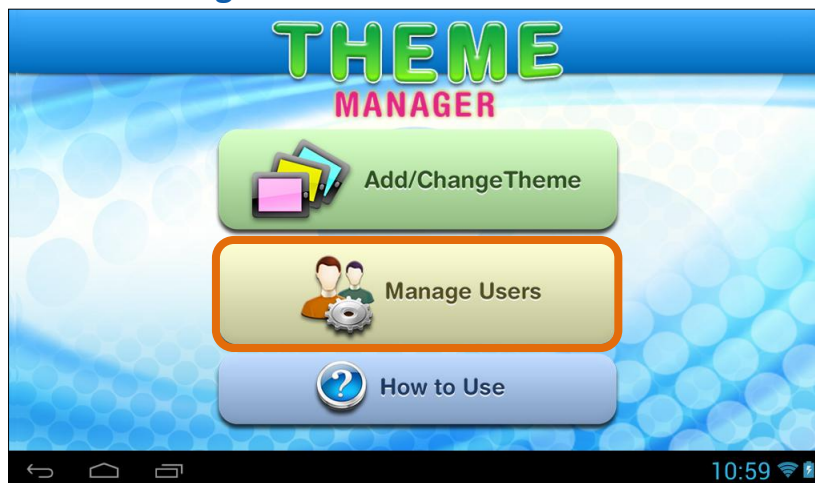 THEME
MANAGER
Add/ChangeTheme
Manage Users
How to Use
10:59